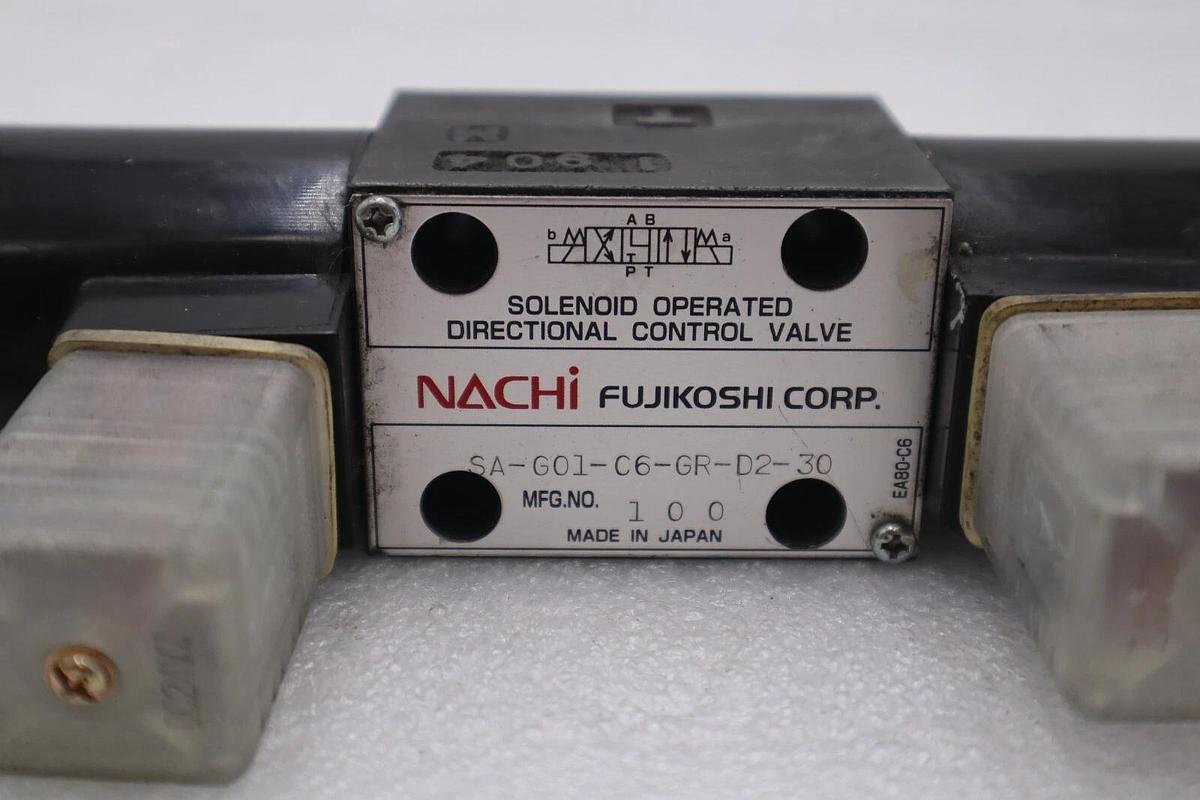 A B
b a
P T
SOLENOID OPERATED
DIRECTIONAL CONTROL VALVE
NACHi FUJIKOSHI CORP.
SA-G01-C6-GR-D2-30
MFG.NO. 100
MADE IN JAPAN
EA80-C6